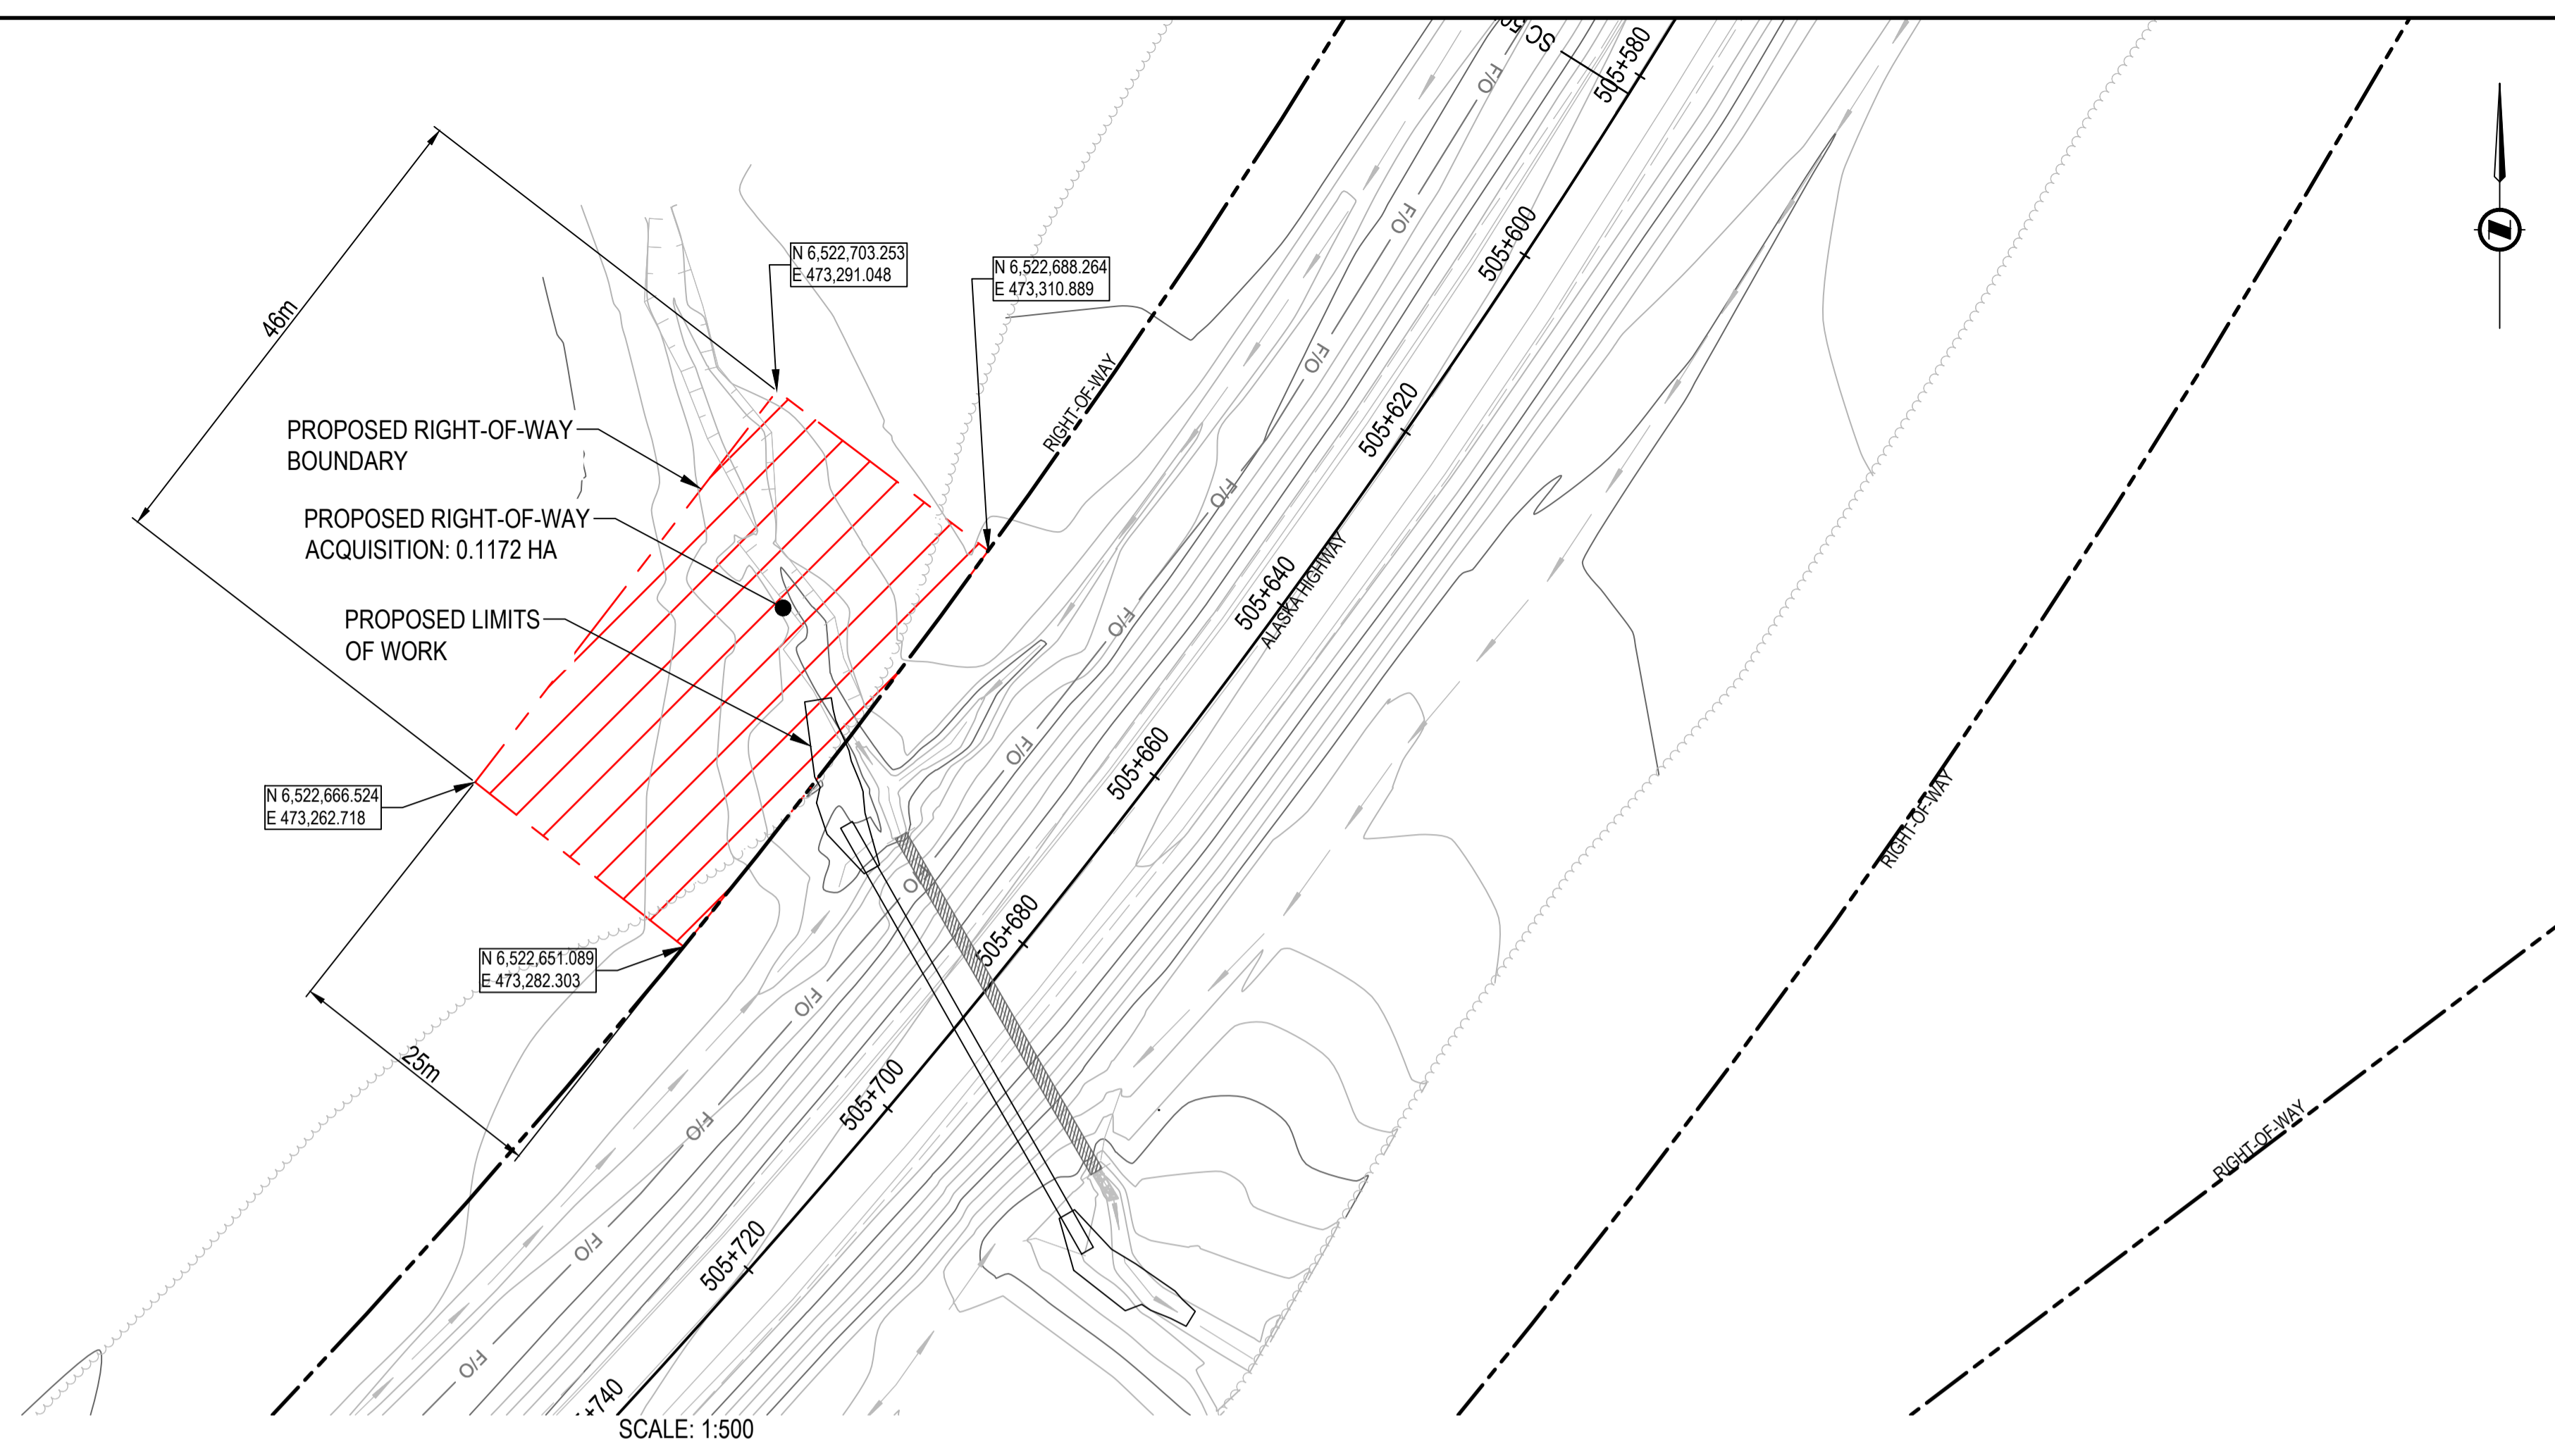 SC
505+580
F/O
505+600
F/O
N 6,522,703.253
E 473,291.048
N 6,522,688.264
E 473,310.889
46m
F/O
RIGHT-OF-WAY
505+620
PROPOSED RIGHT-OF-WAY
BOUNDARY
F/O
PROPOSED RIGHT-OF-WAY
ACQUISITION: 0.1172 HA
505+640
ALASKA HIGHWAY
F/O
PROPOSED LIMITS
OF WORK
F/O
505+660
N 6,522,666.524
E 473,262.718
RIGHT-OF-WAY
505+680
N 6,522,651.089
E 473,282.303
F/O
25m
505+700
F/O
RIGHT-OF-WAY
505+720
F/O
F/O
+740
SCALE: 1:500